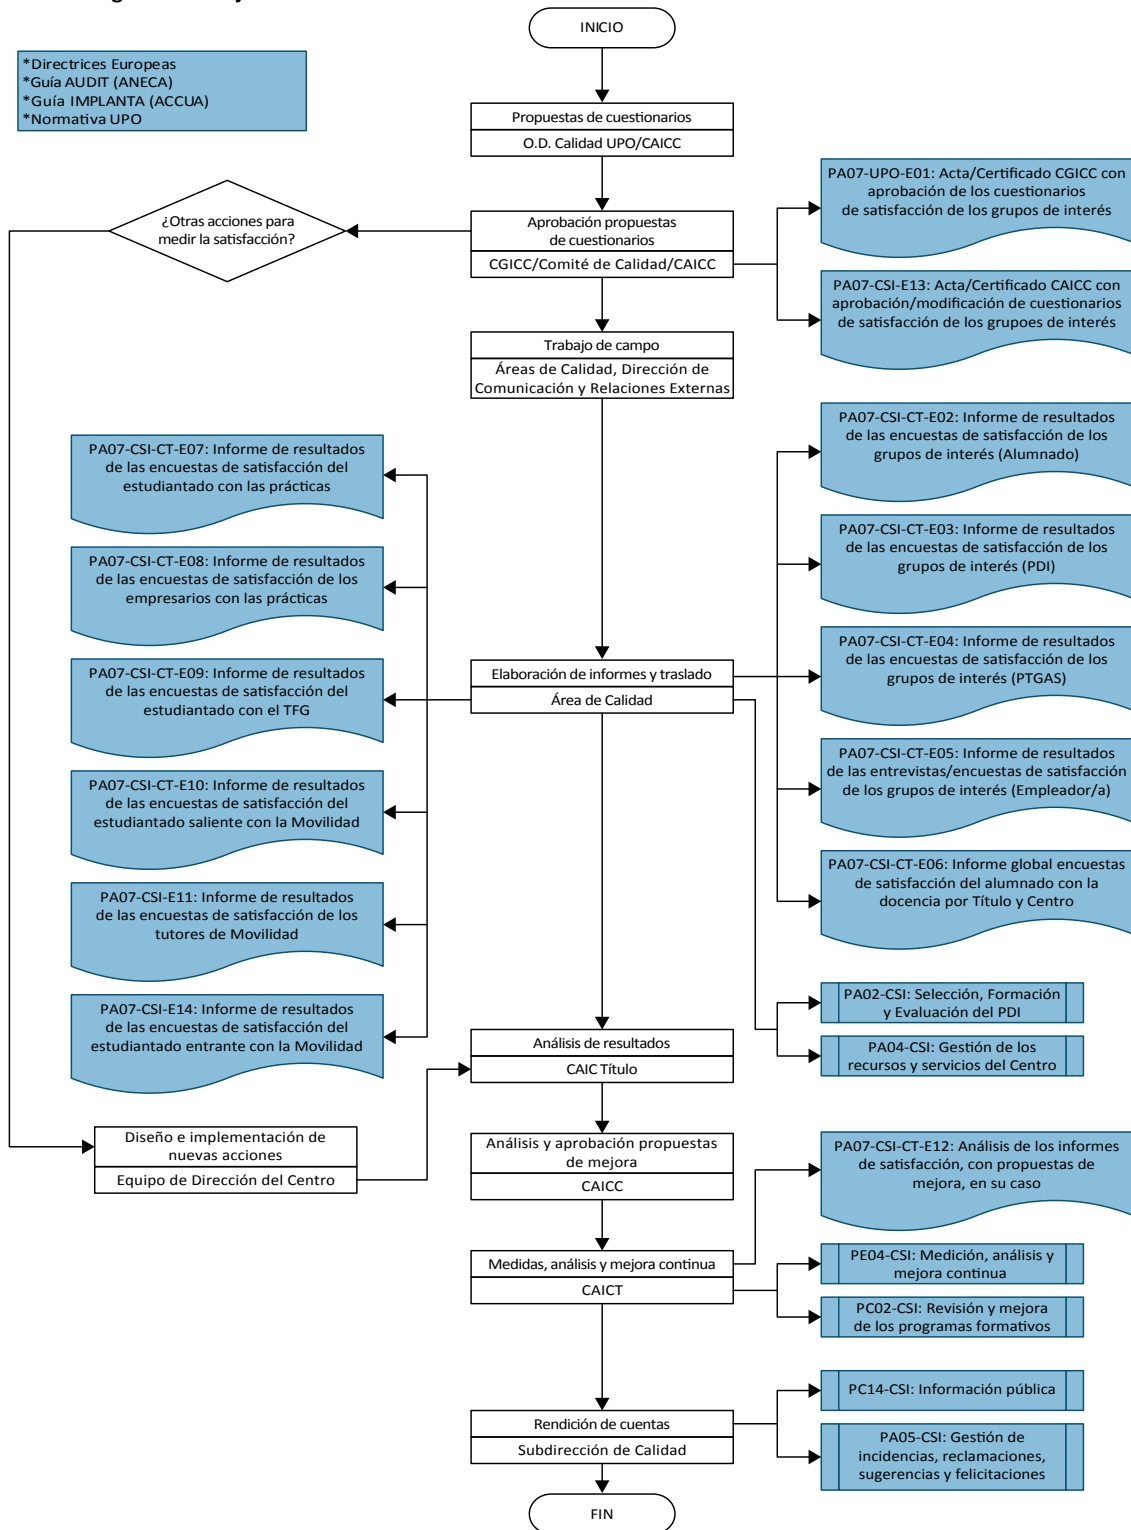 INICIO
*Directrices Europeas
*Guía AUDIT (ANECA)
*Guía IMPLANTA (ACCUA)
*Normativa UPO
Propuestas de cuestionarios
O.D. Calidad UPO/CAICC
¿Otras acciones para
medir la satisfacción?
Aprobación propuestas
de cuestionarios
CGICC/Comité de Calidad/CAICC
PA07-UPO-E01: Acta/Certificado CGICC con
aprobación de los cuestionarios
de satisfacción de los grupos de interés
PA07-CSI-E13: Acta/Certificado CAICC con
aprobación/modificación de cuestionarios
de satisfacción de los grupoes de interés
Trabajo de campo
Áreas de Calidad, Dirección de
Comunicación y Relaciones Externas
PA07-CSI-CT-E07: Informe de resultados
de las encuestas de satisfacción del
estudiantado con las prácticas
PA07-CSI-CT-E08: Informe de resultados
de las encuestas de satisfacción de los
empresarios con las prácticas
PA07-CSI-CT-E09: Informe de resultados
de las encuestas de satisfacción del
estudiantado con el TFG
PA07-CSI-CT-E10: Informe de resultados
de las encuestas de satisfacción del
estudiantado saliente con la Movilidad
PA07-CSI-E11: Informe de resultados
de las encuestas de satisfacción de los
tutores de Movilidad
PA07-CSI-E14: Informe de resultados
de las encuestas de satisfacción del
estudiantado entrante con la Movilidad
Elaboración de informes y traslado
Área de Calidad
PA07-CSI-CT-E02: Informe de resultados
de las encuestas de satisfacción de los
grupos de interés (Alumnado)
PA07-CSI-CT-E03: Informe de resultados
de las encuestas de satisfacción de los
grupos de interés (PDI)
PA07-CSI-CT-E04: Informe de resultados
de las encuestas de satisfacción de los
grupos de interés (PTGAS)
PA07-CSI-CT-E05: Informe de resultados
de las entrevistas/encuestas de satisfacción
de los grupos de interés (Empleador/a)
PA07-CSI-CT-E06: Informe global encuestas
de satisfacción del alumnado con la
docencia por Título y Centro
PA02-CSI: Selección, Formación
y Evaluación del PDI
PA04-CSI: Gestión de los
recursos y servicios del Centro
Análisis de resultados
CAIC Título
Diseño e implementación de
nuevas acciones
Equipo de Dirección del Centro
Análisis y aprobación propuestas
de mejora
CAICC
PA07-CSI-CT-E12: Análisis de los informes
de satisfacción, con propuestas de
mejora, en su caso
Medidas, análisis y mejora continua
CAICT
PE04-CSI: Medición, análisis y
mejora continua
PC02-CSI: Revisión y mejora
de los programas formativos
Rendición de cuentas
Subdirección de Calidad
PC14-CSI: Información pública
PA05-CSI: Gestión de
incidencias, reclamaciones,
sugerencias y felicitaciones
FIN